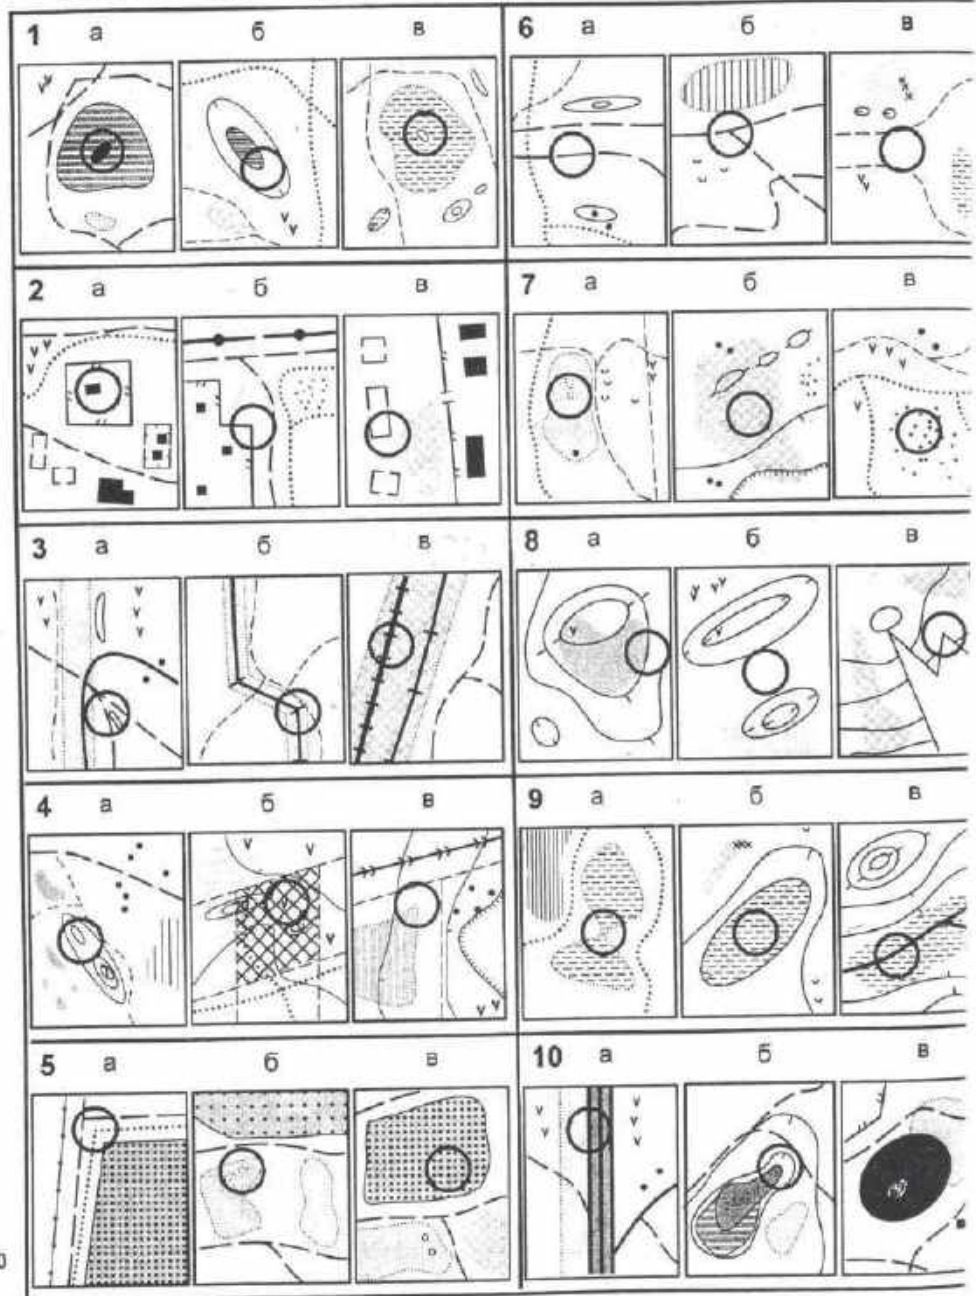 1 а б в
6 а б в
2 а б в
7 а б в
3 а б в
8 а б в
4 а б в
9 а б в
5 а б в
10 а б в